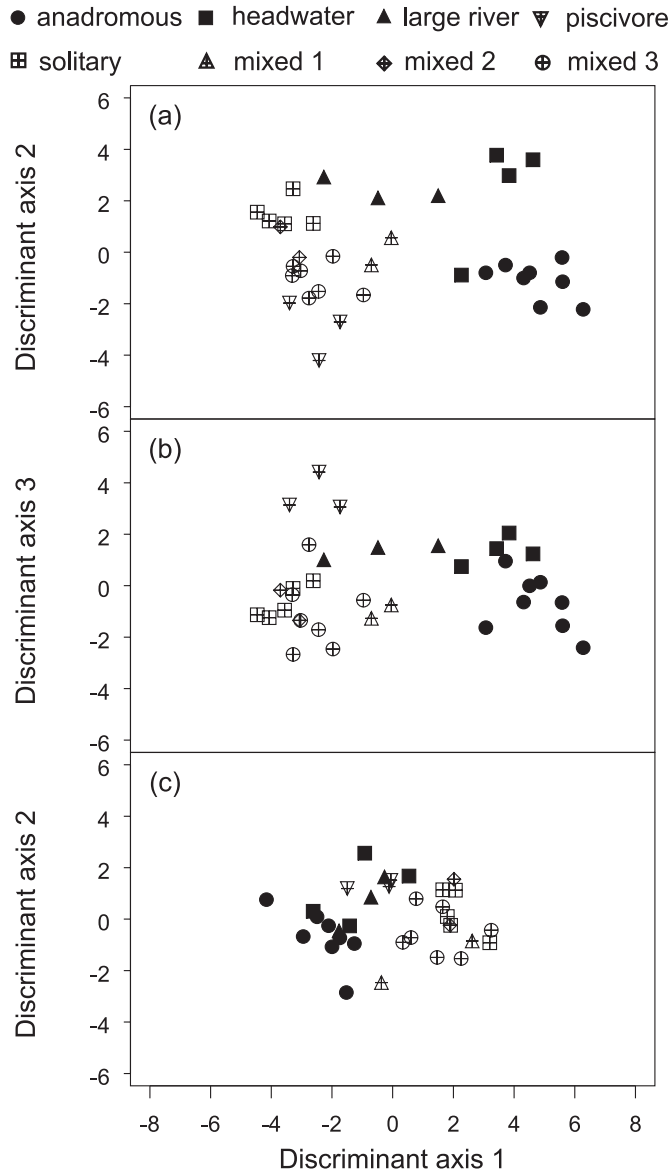 anadromous headwater large river piscivore
solitary mixed 1 mixed 2 mixed 3
(a)
6
4
2
0
-2
-4
-6
Discriminant axis 2
(b)
6
4
2
0
-2
-4
-6
Discriminant axis 3
(c)
6
4
2
0
-2
-4
-6
Discriminant axis 2
-8 -6 -4 -2 0 2 4 6 8
Discriminant axis 1